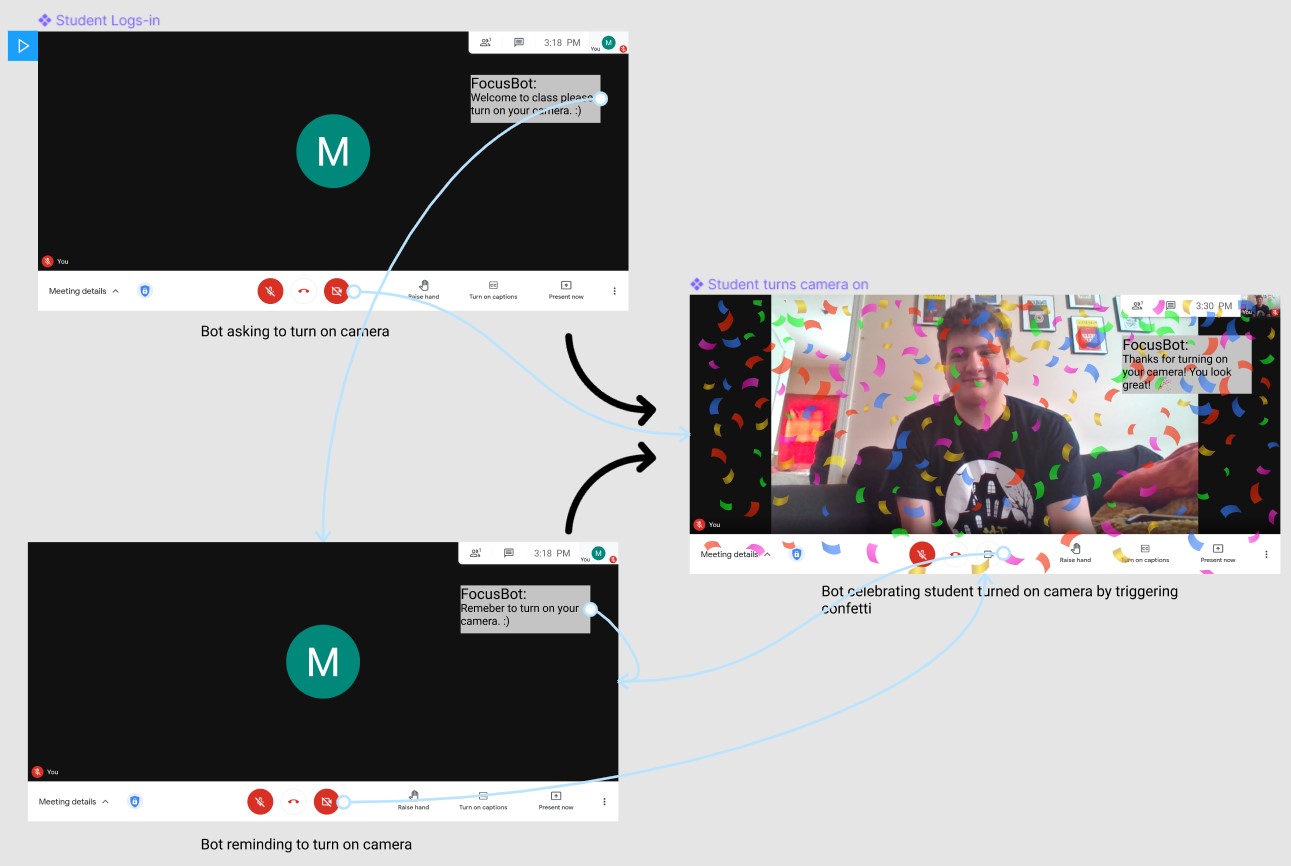 Student Logs-in
3:18 PM
You
M
FocusBot:
Welcome to class please
turn on your camera. :)
M
You
Meeting details
Raise hand
Turn on captions
Present now
Bot asking to turn on camera
Student turns camera on
3:30 PM
You
FocusBot:
Thanks for turning on
your camera! You look
great! 🎉
You
Meeting details
Raise hand
Turn on captions
Present now
Bot celebrating student turned on camera by triggering
confetti
3:18 PM
You
M
FocusBot:
Remeber to turn on your
camera. :)
M
You
Meeting details
Raise hand
Turn on captions
Present now
Bot reminding to turn on camera